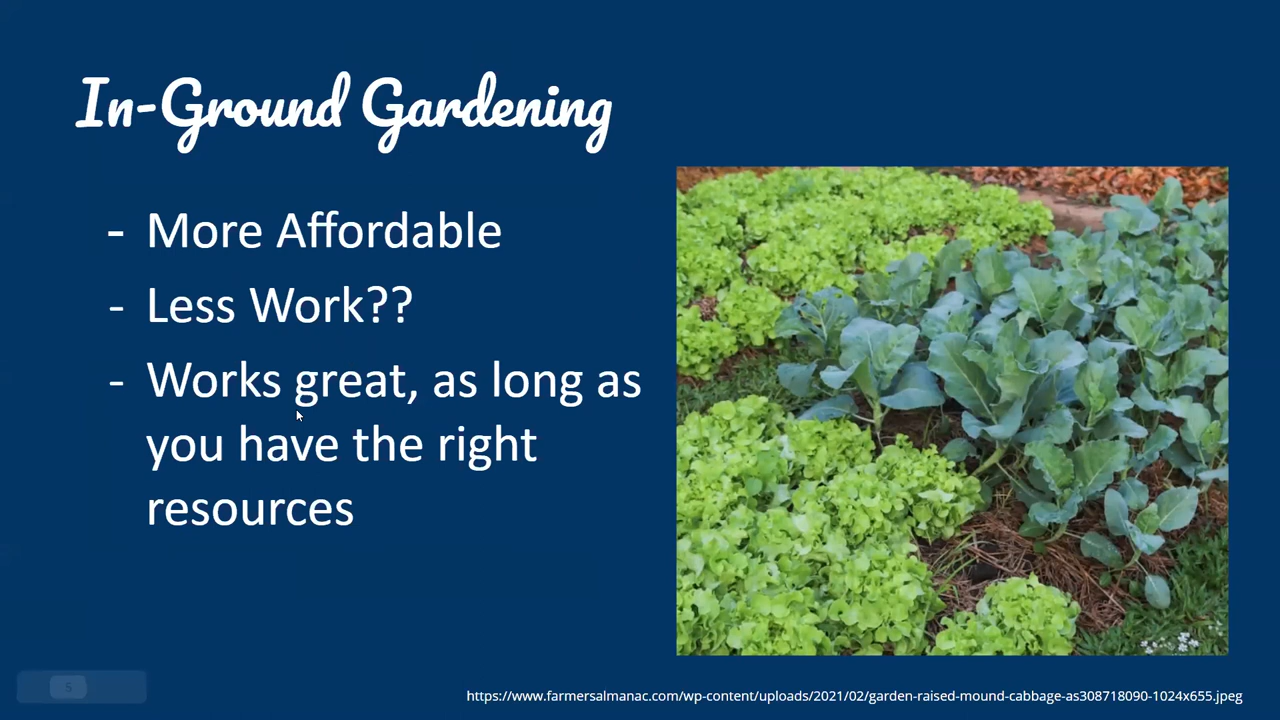 In-Ground Gardening
- More Affordable
- Less Work??
- Works great, as long as
you have the right
resources
5
https://www.farmersalmanac.com/wp-content/uploads/2021/02/garden-raised-mound-cabbage-as308718090-1024x655.jpeg